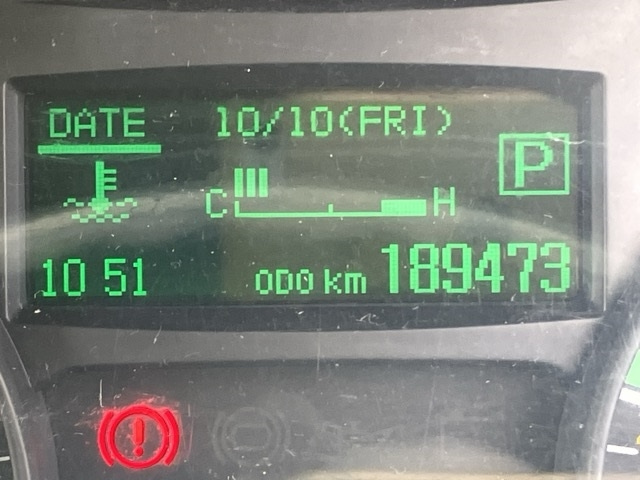 DATE 10/10(FRI)
P
C H
10 51 ODO km 189473